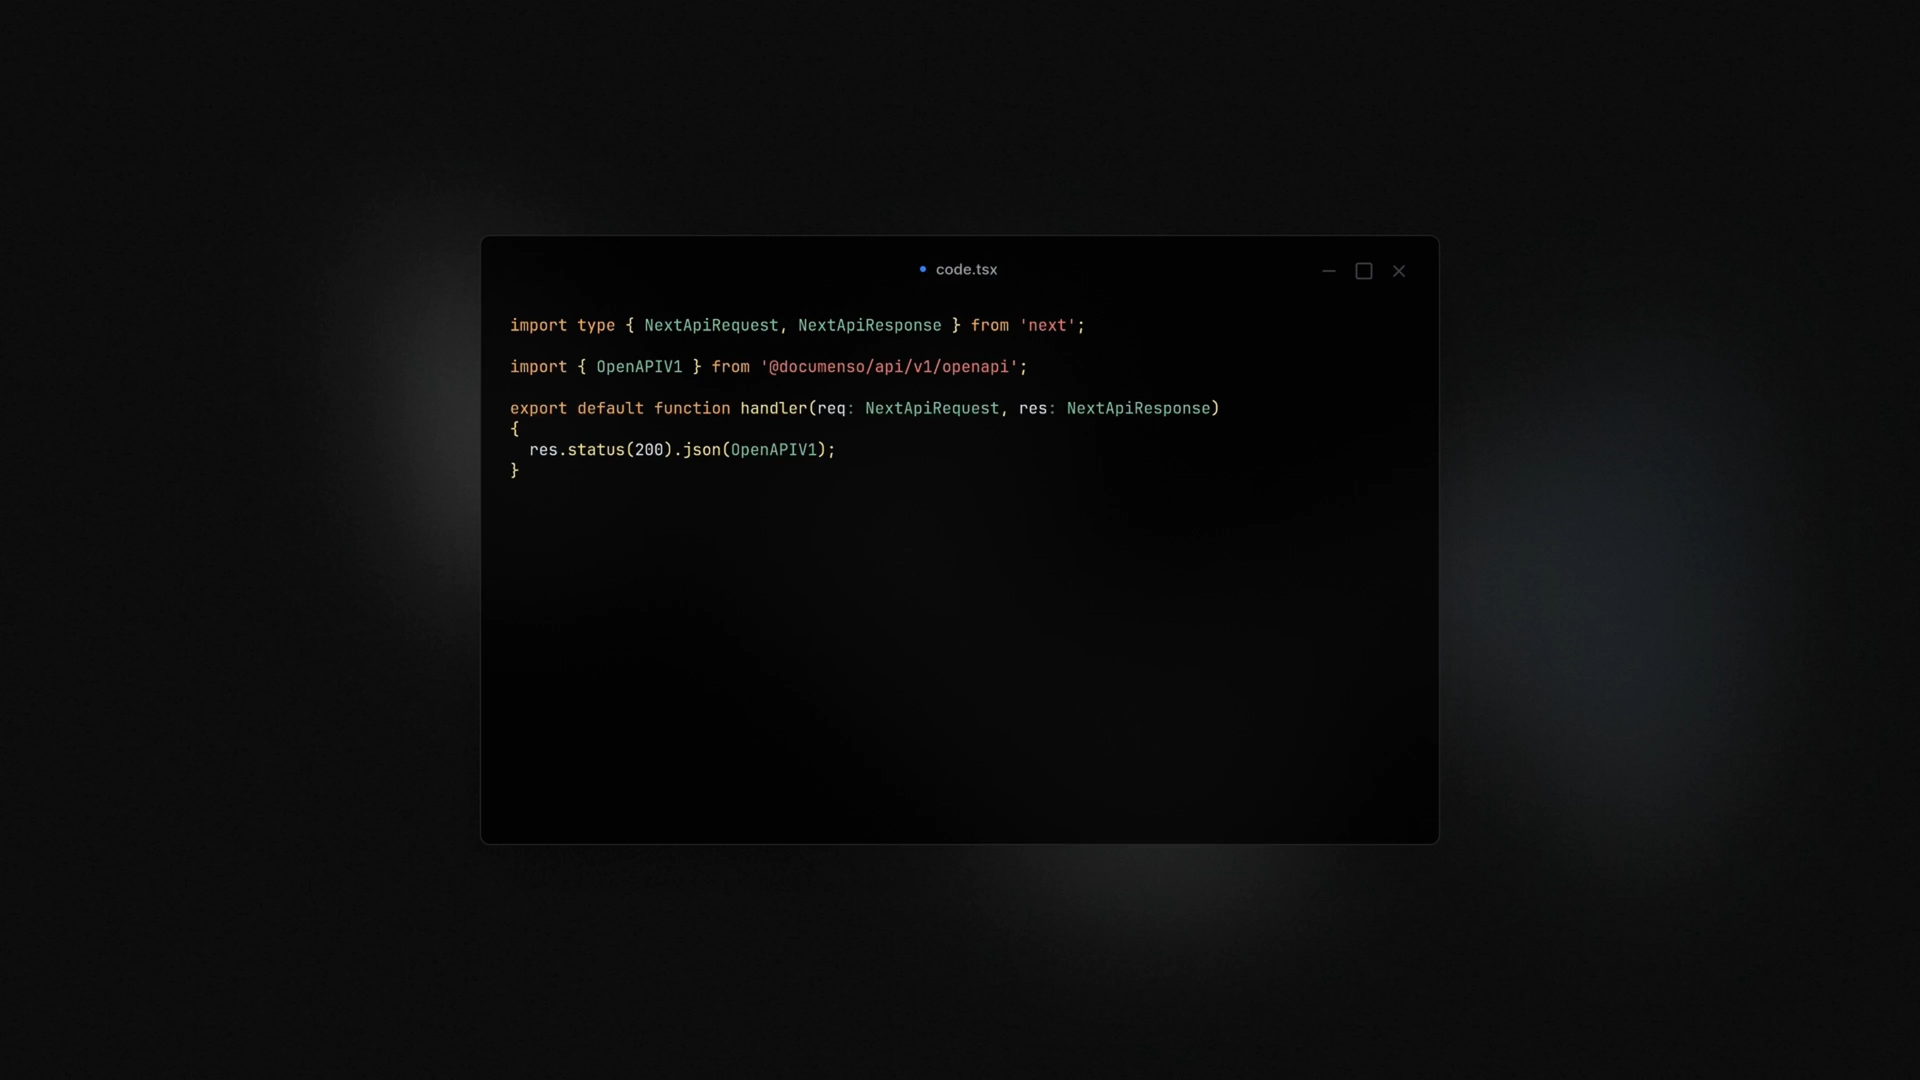 code.tsx
import type { NextApiRequest, NextApiResponse } from 'next';
import { OpenAPIV1 } from '@documenso/api/v1/openapi';
export default function handler(req: NextApiRequest, res: NextApiResponse)
{
  res.status(200).json(OpenAPIV1);
}